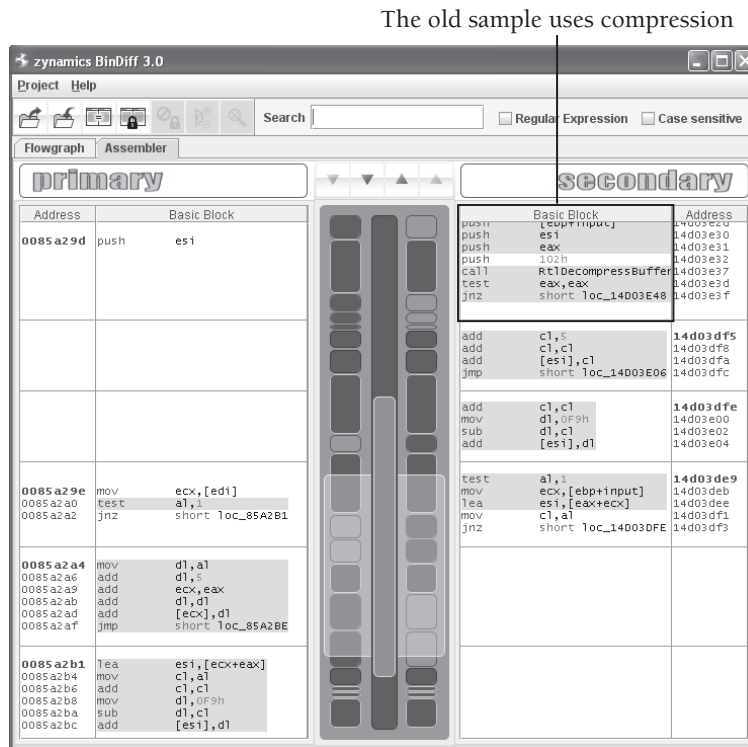 The old sample uses compression
zynamics BinDiff 3.0
Project Help
Search
Regular Expression
Case sensitive
Flowgraph Assembler
primary
secondary
Address Basic Block
0085a29d push esi
0085a29e mov ecx,[edi]
0085a2a0 test al,1
0085a2a2 jnz short loc_85A2B1
0085a2a4 mov dl,al
0085a2a6 add dl,5
0085a2a9 add ecx,eax
0085a2ab add dl,dl
0085a2ad add [ecx],dl
0085a2af jmp short loc_85A2BE
0085a2b1 lea esi,[ecx+eax]
0085a2b4 mov cl,al
0085a2b6 add cl,cl
0085a2b8 mov dl,0F9h
0085a2ba sub dl,cl
0085a2bc add [esi],dl
Basic Block Address
push [ebp+input] 14d03e2d
push esi 14d03e30
push eax 14d03e31
push 102h 14d03e32
call RtlDecompressBuffer 14d03e37
test eax,eax 14d03e3d
jnz short loc_14D03E48 14d03e3f
add cl,5 14d03df5
add cl,cl 14d03df8
add [esi],cl 14d03dfa
jmp short loc_14D03E06 14d03dfc
add cl,cl 14d03dfe
mov dl,0F9h 14d03e00
sub dl,cl 14d03e02
add [esi],dl 14d03e04
test al,1 14d03de9
mov ecx,[ebp+input] 14d03deb
lea esi,[eax+ecx] 14d03dee
mov cl,al 14d03df1
jnz short loc_14D03DFE 14d03df3